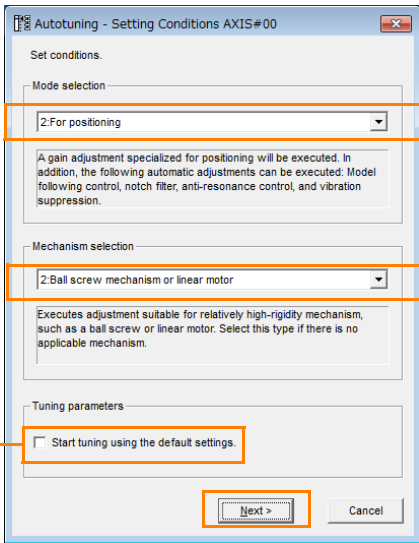 Autotuning - Setting Conditions AXIS#00
Set conditions.
Mode selection
2:For positioning
A gain adjustment specialized for positioning will be executed. In
addition, the following automatic adjustments can be executed: Model
following control, notch filter, anti-resonance control, and vibration
suppression.
Mechanism selection
2:Ball screw mechanism or linear motor
Executes adjustment suitable for relatively high-rigidity mechanism,
such as a ball screw or linear motor. Select this type if there is no
applicable mechanism.
Tuning parameters
Start tuning using the default settings.
Next > Cancel